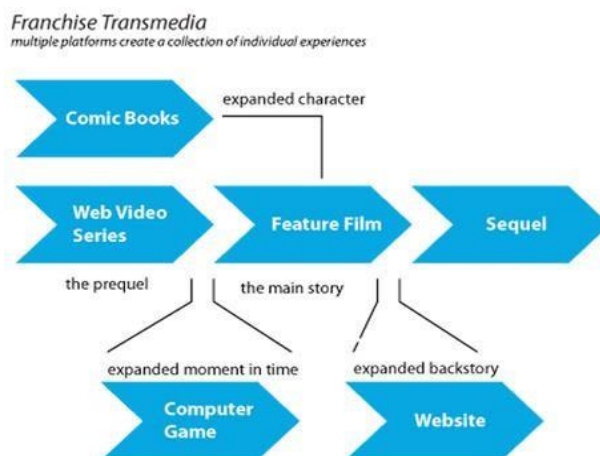 Franchise Transmedia
multiple platforms create a collection of individual experiences
Comic Books
expanded character
Web Video
Series
Feature Film
Sequel
the prequel
the main story
expanded moment in time
expanded backstory
Computer
Game
Website